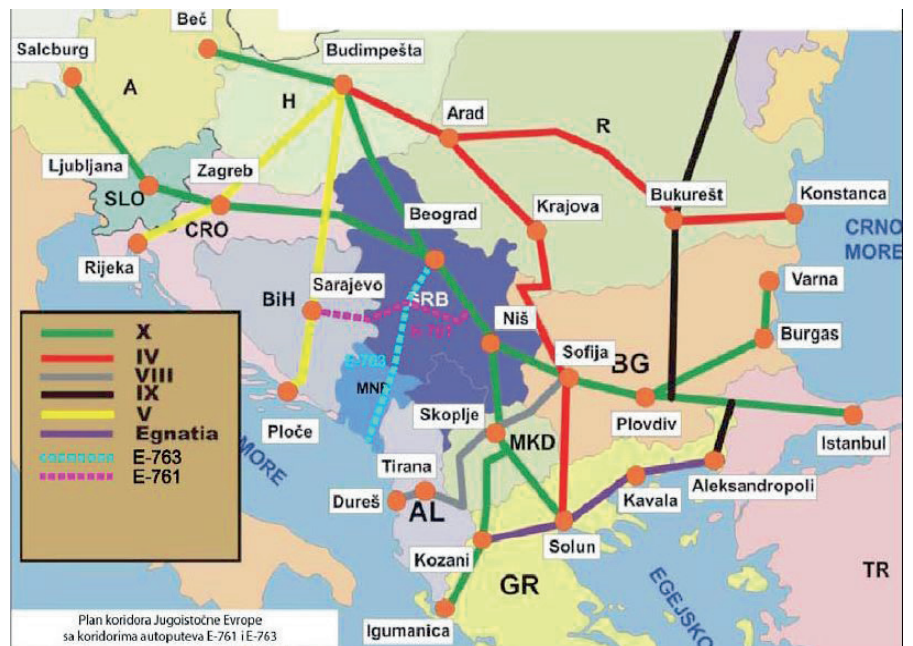 Beč
Salcburg
Budimpešta
A
H
Arad
R
Ljubljana
Zagreb
Bukurešt
Konstanca
SLO
Beograd
Krajova
CRO
CRNO
MORE
Rijeka
Varna
BiH
Sarajevo
SRB
E-761
Niš
Burgas
Sofija
BG
E-763
MNE
X
IV
VIII
IX
V
Egnatia
E-763
E-761
Skoplje
Ploče
Plovdiv
Istanbul
MORE
MKD
Tirana
Aleksandropoli
Dureš
AL
Kavala
Kozani
Solun
TR
GR
EGEJSKO
Igumanica
Plan koridora Jugoistočne Evrope
sa koridorima autoputeva E-761 i E-763